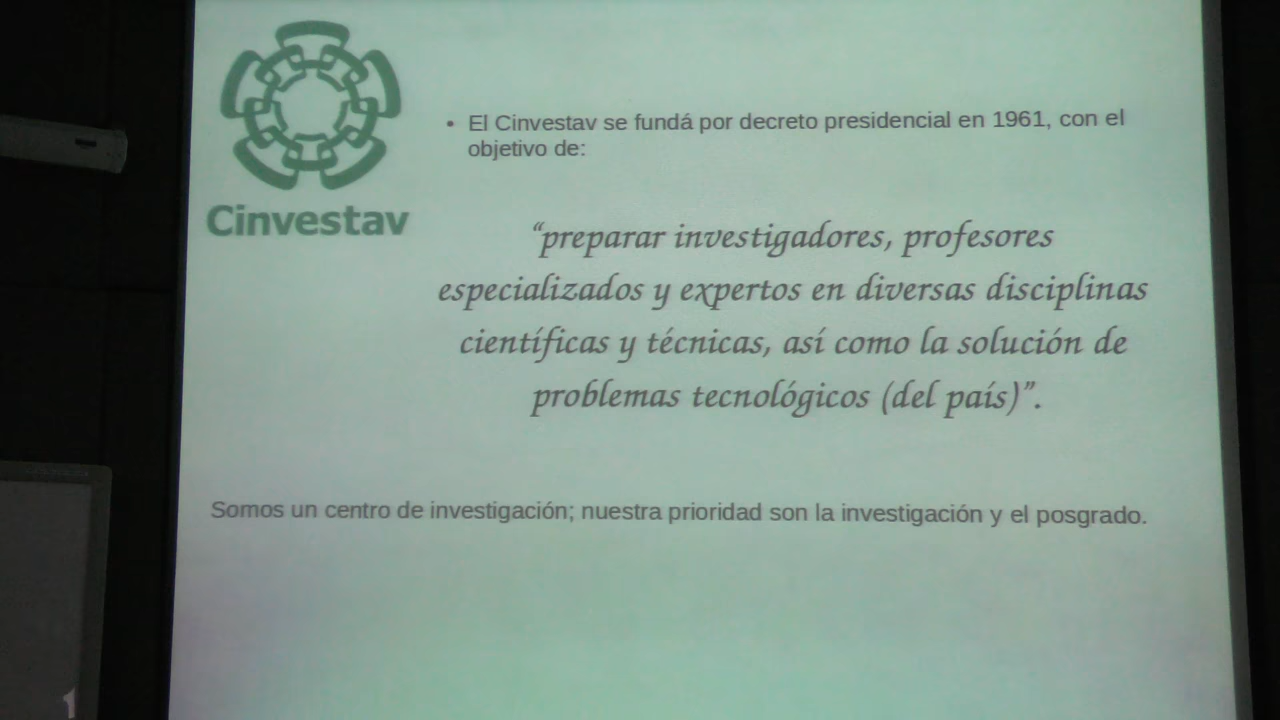 Cinvestav
• El Cinvestav se fundá por decreto presidencial en 1961, con el
objetivo de:
“preparar investigadores, profesores
especializados y expertos en diversas disciplinas
científicas y técnicas, así como la solución de
problemas tecnológicos (del país)”.
Somos un centro de investigación; nuestra prioridad son la investigación y el posgrado.